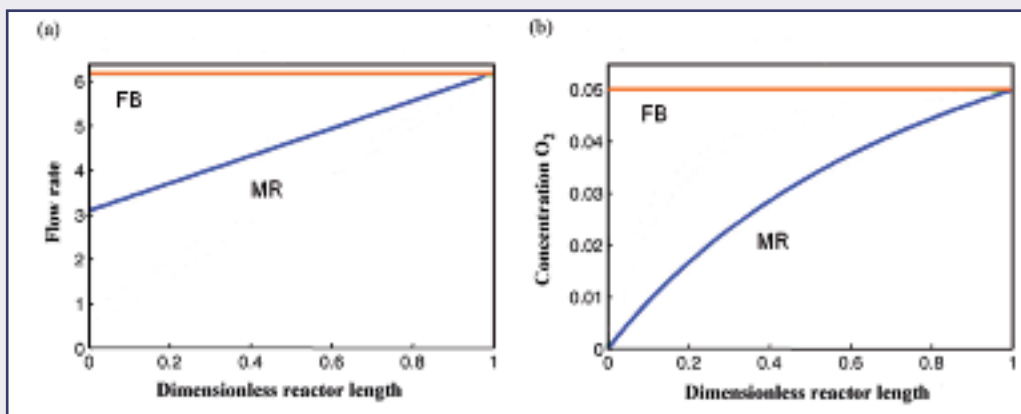 (a)
Flow rate
6
5
4
3
2
1
0
FB
MR
0 0.2 0.4 0.6 0.8 1
Dimensionless reactor length
(b)
Concentration O₂
0.05
0.04
0.03
0.02
0.01
0
FB
MR
0 0.2 0.4 0.6 0.8 1
Dimensionless reactor length